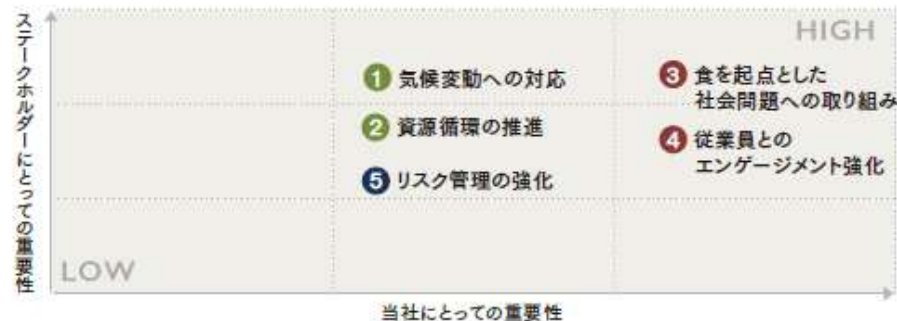 ステークホルダーにとっての重要性
HIGH
1 気候変動への対応
3 食を起点とした
社会問題への取り組み
2 資源循環の推進
4 従業員との
エンゲージメント強化
5 リスク管理の強化
LOW
当社にとっての重要性